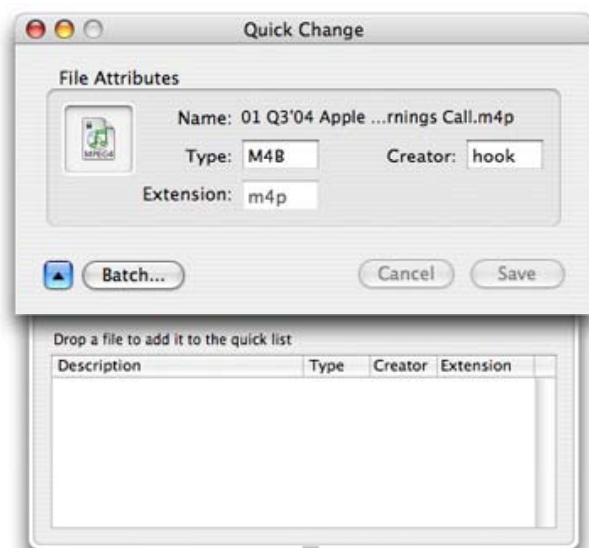 Quick Change
File Attributes
MPEG4
Name: 01 Q3'04 Apple ...rnings Call.m4p
Type: M4B Creator: hook
Extension: m4p
Batch... Cancel Save
Drop a file to add it to the quick list
Description Type Creator Extension